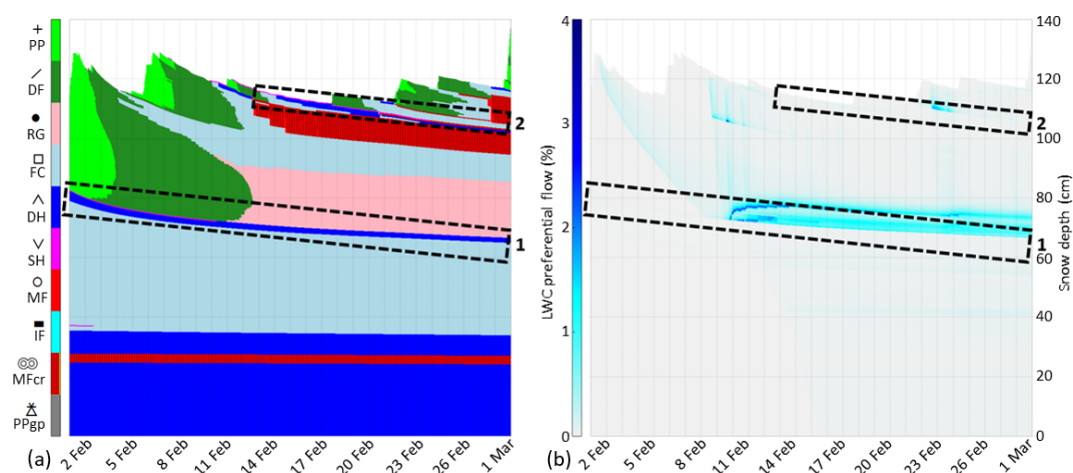 PP
DF
RG
FC
DH
SH
MF
IF
MFcr
PPgp
2
1
(a)
2 Feb
5 Feb
8 Feb
11 Feb
14 Feb
17 Feb
20 Feb
23 Feb
26 Feb
1 Mar
LWC preferential flow (%)
4
3
2
1
0
2
1
140
120
100
80
60
40
20
0
Snow depth (cm)
(b)
2 Feb
5 Feb
8 Feb
11 Feb
14 Feb
17 Feb
20 Feb
23 Feb
26 Feb
1 Mar